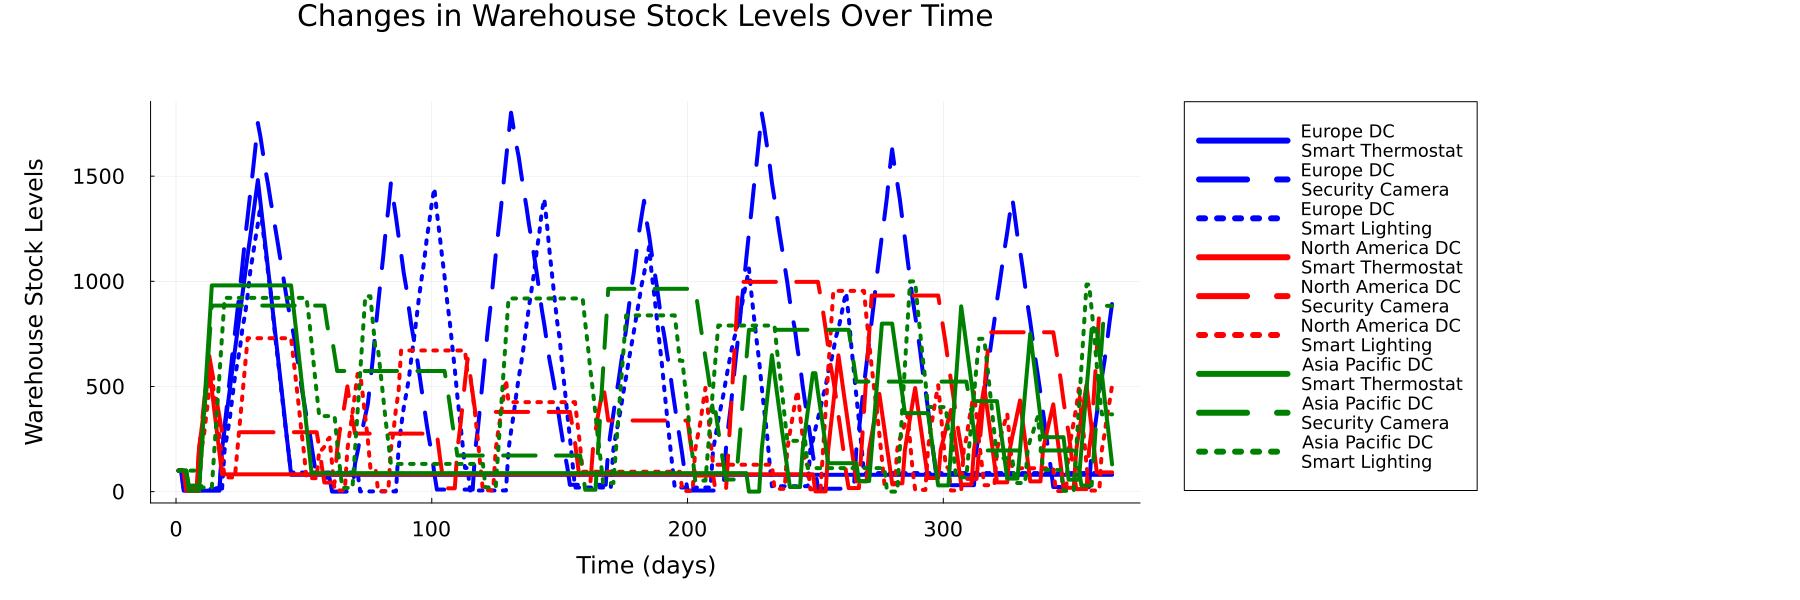 Changes in Warehouse Stock Levels Over Time
Warehouse Stock Levels
1500
1000
500
0
0
100
200
300
Time (days)
Europe DC
Smart Thermostat
Europe DC
Security Camera
Europe DC
Smart Lighting
North America DC
Smart Thermostat
North America DC
Security Camera
North America DC
Smart Lighting
Asia Pacific DC
Smart Thermostat
Asia Pacific DC
Security Camera
Asia Pacific DC
Smart Lighting